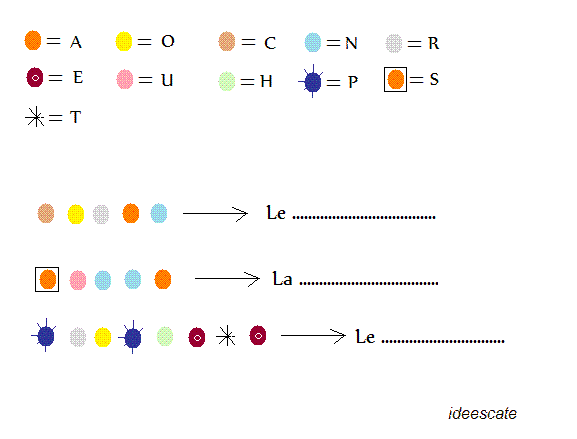 = A = O = C = N = R
= E = U = H = P = S
= T
Le ....................................
La ...................................
Le ...............................
ideescate